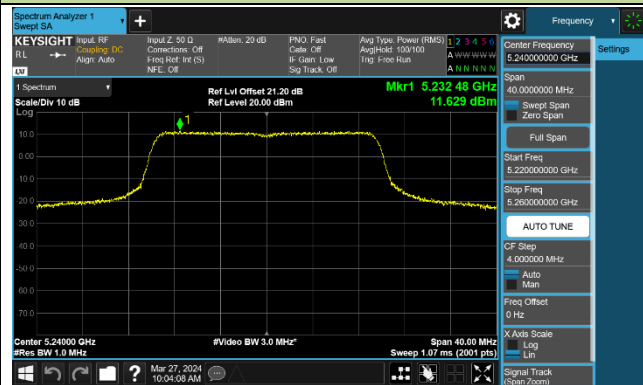 Spectrum Analyzer 1
Swept SA
+
Frequency
KEYSIGHT
RL
LXI
Input: RF
Coupling: DC
Align: Auto
Input Z: 50 Ω
Corrections: Off
Freq Ref: Int (S)
NFE: Off
#Atten: 20 dB
PNO: Fast
Gate: Off
IF Gain: Low
Sig Track: Off
Avg Type: Power (RMS)
Avg|Hold: 100/100
Trig: Free Run
1 2 3 4 5 6
A W W W W W
A N N N N N
1 Spectrum
Scale/Div 10 dB
Log
Ref Lvl Offset 21.20 dB
Ref Level 20.00 dBm
Mkr1 5.232 48 GHz
11.629 dBm
1
10.0
0.00
-10.0
-20.0
-30.0
-40.0
-50.0
-60.0
-70.0
Center 5.24000 GHz
#Res BW 1.0 MHz
#Video BW 3.0 MHz*
Span 40.00 MHz
Sweep 1.07 ms (2001 pts)
Mar 27, 2024
10:04:08 AM
?
Center Frequency
5.240000000 GHz
Settings
Span
40.0000000 MHz
Swept Span
Zero Span
Full Span
Start Freq
5.220000000 GHz
Stop Freq
5.260000000 GHz
AUTO TUNE
CF Step
4.000000 MHz
Auto
Man
Freq Offset
0 Hz
X Axis Scale
Log
Lin
Signal Track
(Span Zoom)